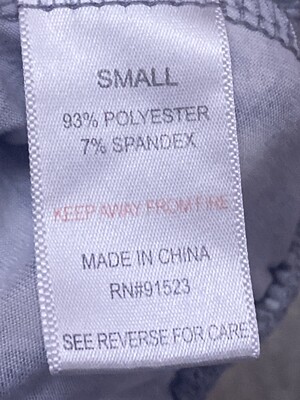 SMALL
93% POLYESTER
7% SPANDEX
KEEP AWAY FROM FIRE
MADE IN CHINA
RN#91523
SEE REVERSE FOR CARE